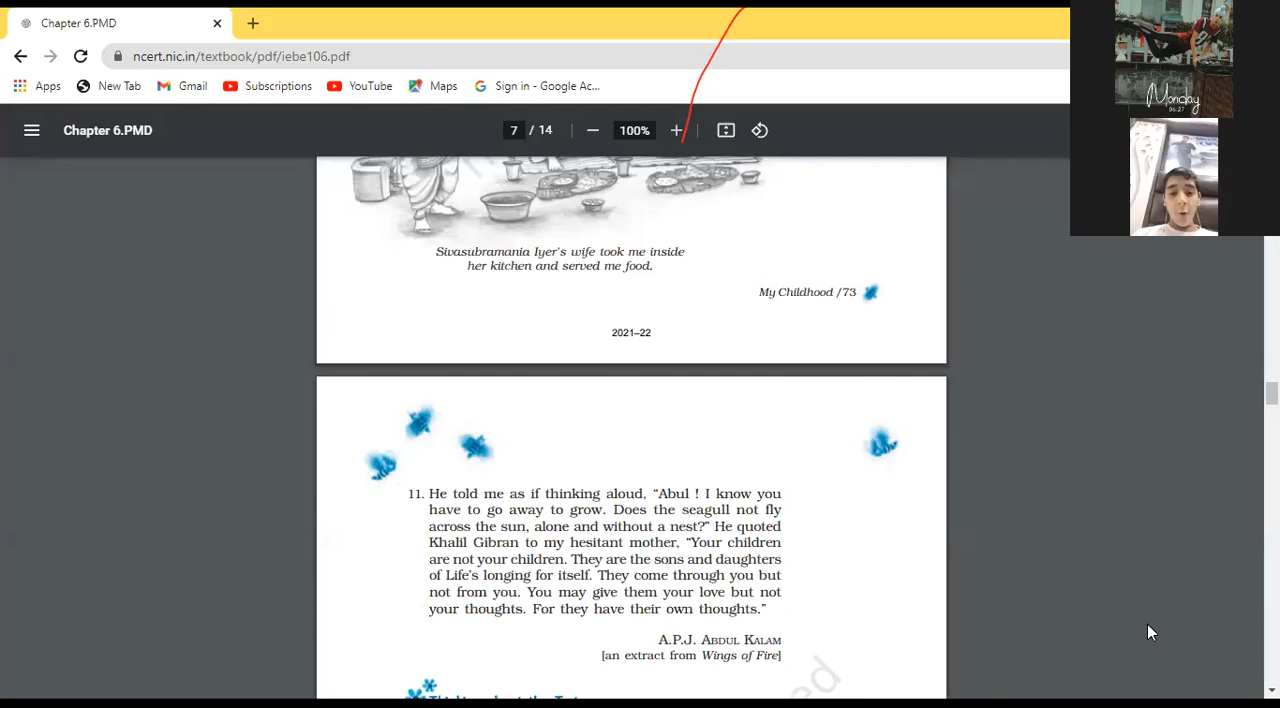 Chapter 6.PMD
ncert.nic.in/textbook/pdf/iebe106.pdf
Apps New Tab Gmail Subscriptions YouTube Maps Sign in - Google Ac...
Chapter 6.PMD 7 / 14 100%
Monday
06:27
Sivasubramania Iyer's wife took me inside
her kitchen and served me food.
My Childhood /73
2021–22
11. He told me as if thinking aloud, “Abul ! I know you
have to go away to grow. Does the seagull not fly
across the sun, alone and without a nest?” He quoted
Khalil Gibran to my hesitant mother, “Your children
are not your children. They are the sons and daughters
of Life's longing for itself. They come through you but
not from you. You may give them your love but not
your thoughts. For they have their own thoughts.”
A.P.J. ABDUL KALAM
[an extract from Wings of Fire]